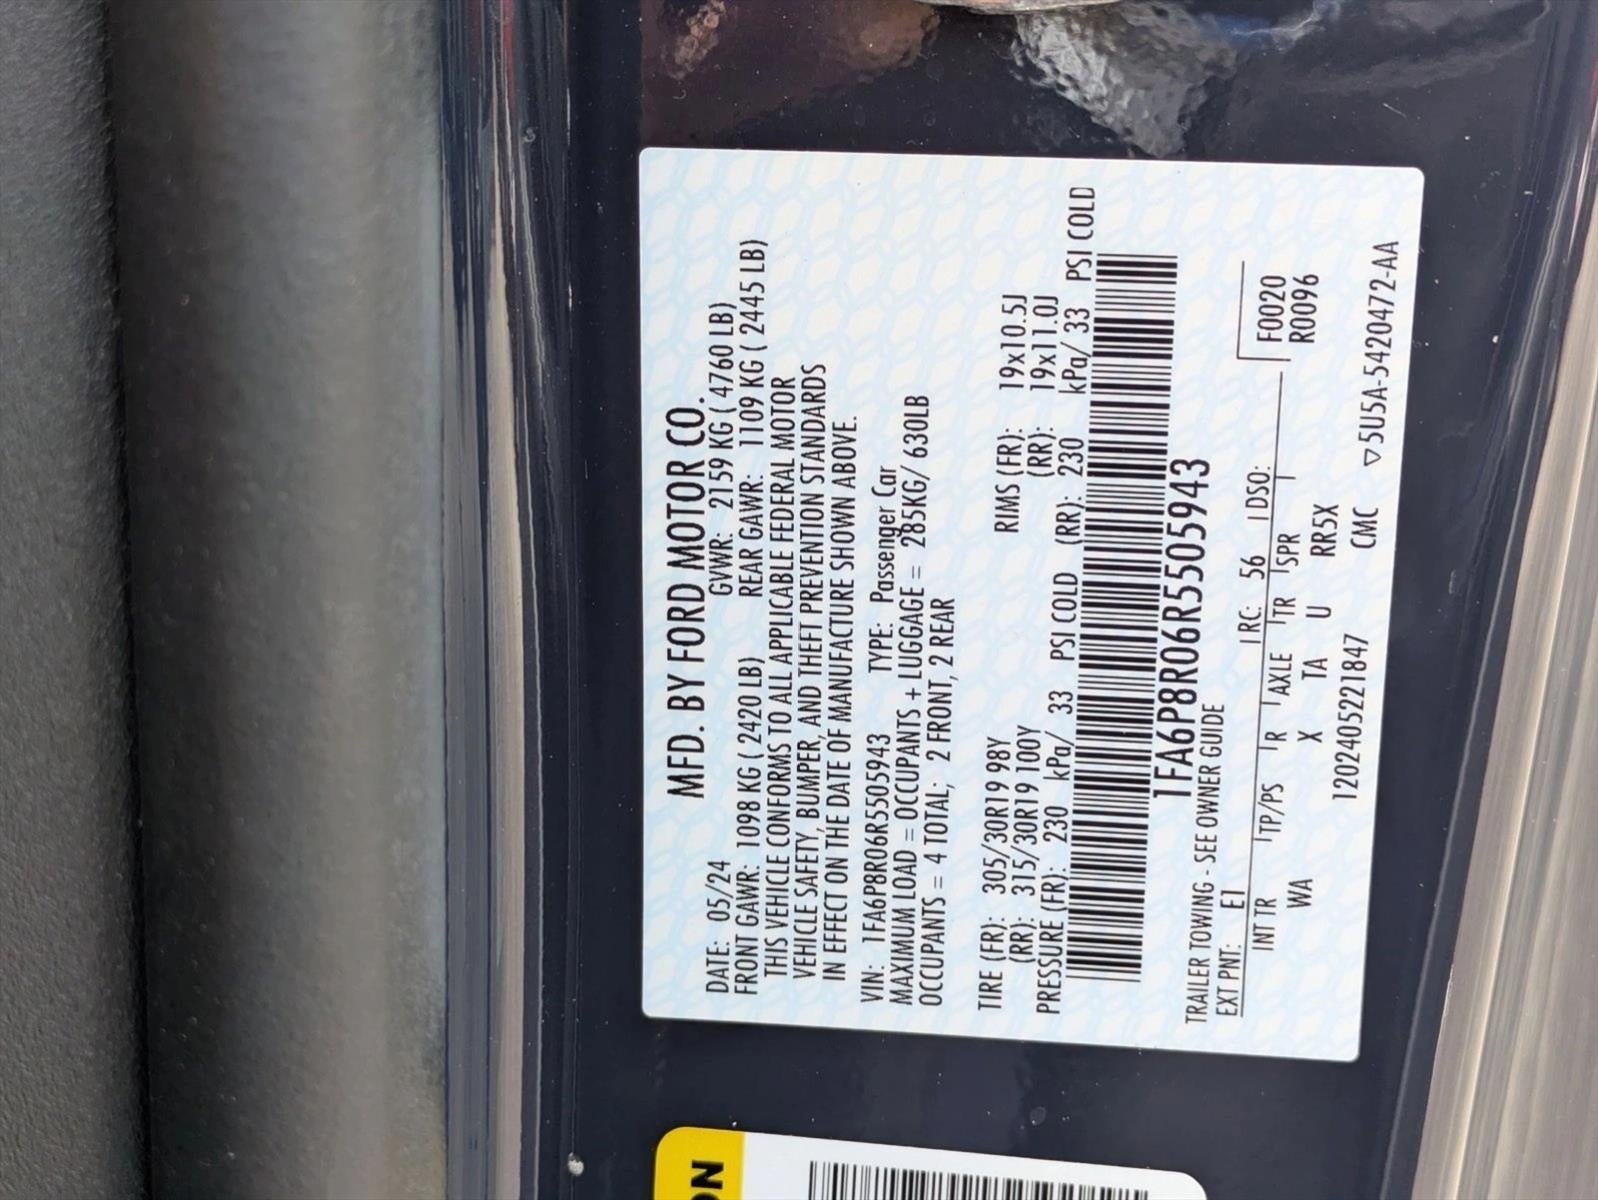 MFD. BY FORD MOTOR CO.
DATE: 05/24 GVWR: 2159 KG ( 4760 LB)
FRONT GAWR: 1098 KG ( 2420 LB) REAR GAWR: 1109 KG ( 2445 LB)
THIS VEHICLE CONFORMS TO ALL APPLICABLE FEDERAL MOTOR
VEHICLE SAFETY, BUMPER, AND THEFT PREVENTION STANDARDS
IN EFFECT ON THE DATE OF MANUFACTURE SHOWN ABOVE.
VIN: 1FA6P8R06R5505943 TYPE: Passenger Car
MAXIMUM LOAD = OCCUPANTS + LUGGAGE = 285KG/ 630LB
OCCUPANTS = 4 TOTAL; 2 FRONT, 2 REAR
TIRE (FR): 305/30R19 98Y RIMS (FR): 19x10.5J
(RR): 315/30R19 100Y (RR): 19x11.0J
PRESSURE (FR): 230 kPa/ 33 PSI COLD (RR): 230 kPa/ 33 PSI COLD
1FA6P8R06R5505943
TRAILER TOWING - SEE OWNER GUIDE
EXT PNT: E1 RC: 56 DSO:
INT TR TP/PS R AXLE TR SPR F0020
WA X TA U RR5X R0096
1202405221847 CMC ▽5U5A-5420472-AA
ON